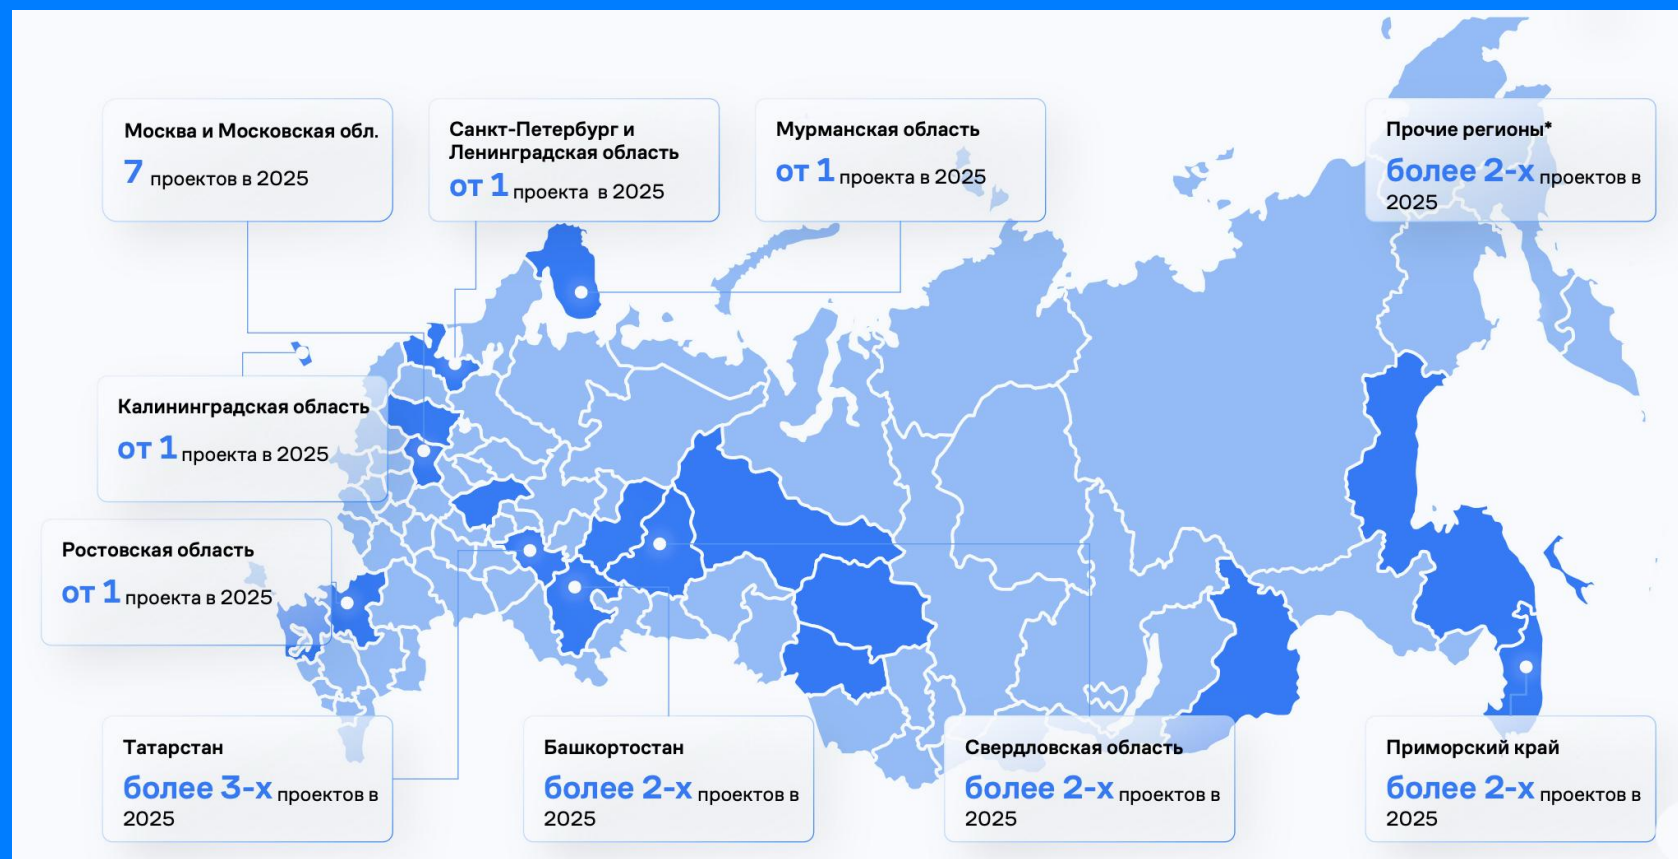 Москва и Московская обл.
7 проектов в 2025
Санкт-Петербург и
Ленинградская область
от 1 проекта в 2025
Мурманская область
от 1 проекта в 2025
Прочие регионы*
более 2-х проектов в
2025
Калининградская область
от 1 проекта в 2025
Ростовская область
от 1 проекта в 2025
Татарстан
более 3-х проектов в
2025
Башкортостан
более 2-х проектов в
2025
Свердловская область
более 2-х проектов в
2025
Приморский край
более 2-х проектов в
2025